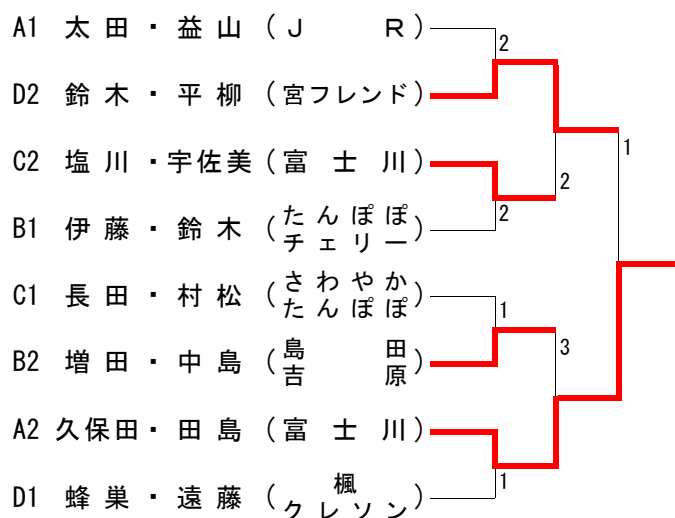 A1 太田・益山 (J R)
2
D2 鈴木・平柳 (宮フレンド)
1
C2 塩川・宇佐美 (富士川)
2
2
B1 伊藤・鈴木 (たんぽぽ
チェリー)
C1 長田・村松 (さわやか
たんぽぽ)
1
3
B2 増田・中島 (島田
吉原)
A2 久保田・田島 (富士川)
1
D1 蜂巣・遠藤 (楓
クレソン)